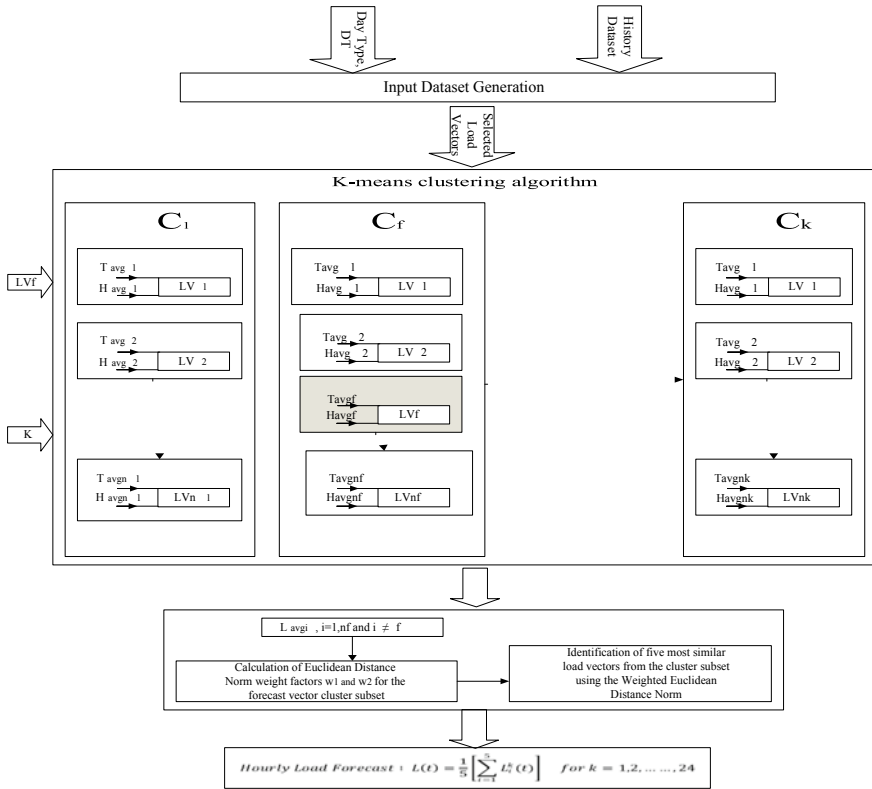 Day Type,
DT
History
Dataset
Input Dataset Generation
Selected
Load
Vectors
K-means clustering algorithm
LVf
K
C1
T avg 1
H avg 1
LV 1
T avg 2
H avg 2
LV 2
T avgn 1
H avgn 1
LVn 1
Cf
Tavg 1
Havg 1
LV 1
Tavg 2
Havg 2
LV 2
Tavgf
Havgf
LVf
Tavgnf
Havgnf
LVnf
Ck
Tavg 1
Havg 1
LV 1
Tavg 2
Havg 2
LV 2
Tavgnk
Havgnk
LVnk
L avgi , i=1,nf and i ≠ f
Calculation of Euclidean Distance
Norm weight factors w1 and w2 for the
forecast vector cluster subset
Identification of five most similar
load vectors from the cluster subset
using the Weighted Euclidean
Distance Norm
Hourly Load Forecast : L(t) = 1/5 [∑_{i=1}^{5} L_i^k(t)] for k = 1,2, ... ..., 24